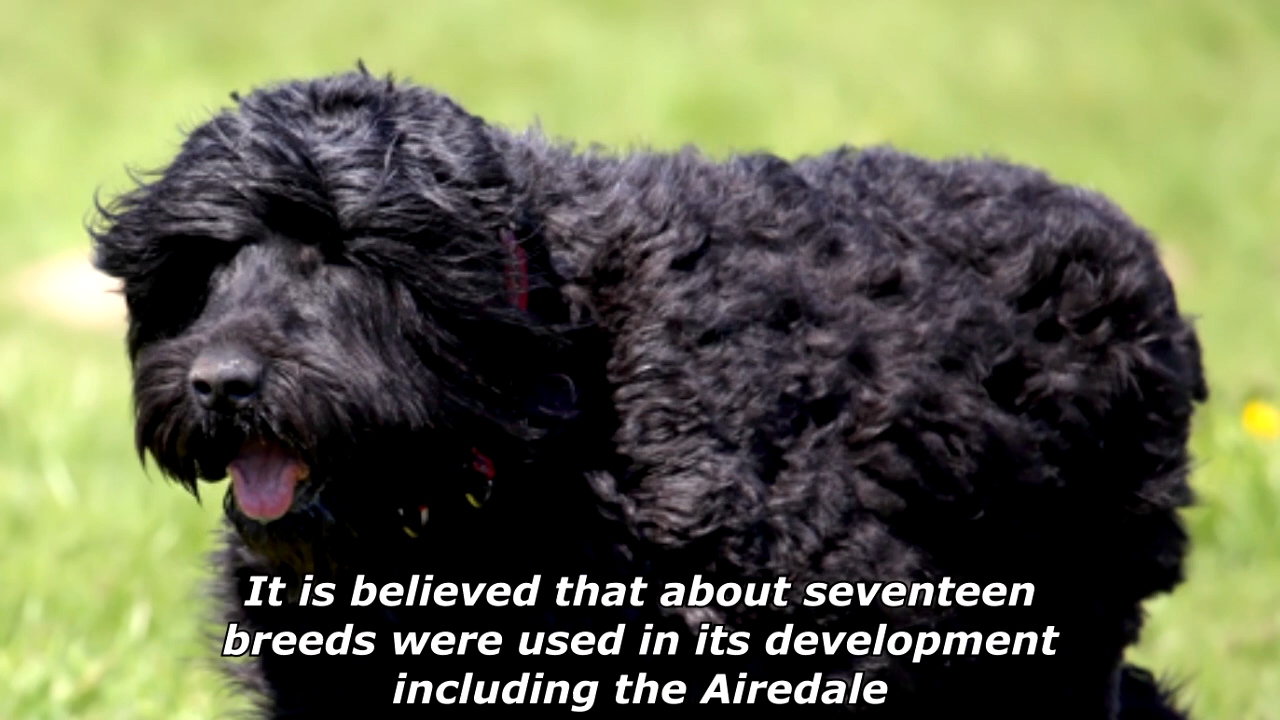 It is believed that about seventeen
breeds were used in its development
including the Airedale